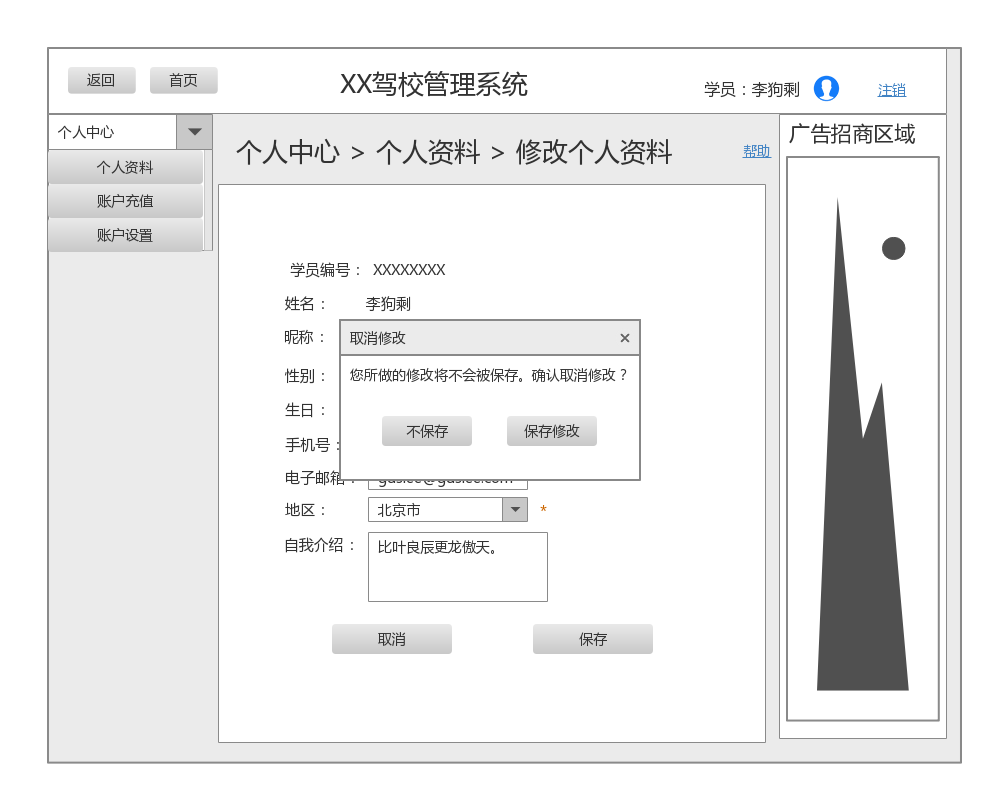 返回
首页
XX驾校管理系统
学员：李狗剩
注销
个人中心
个人资料
账户充值
账户设置
个人中心 > 个人资料 > 修改个人资料
帮助
广告招商区域
学员编号： XXXXXXXX
姓名： 李狗剩
昵称：
取消修改
×
性别：
您所做的修改将不会被保存。确认取消修改？
生日：
不保存
保存修改
手机号：
电子邮箱：
地区： 北京市 *
自我介绍： 比叶良辰更龙傲天。
取消
保存